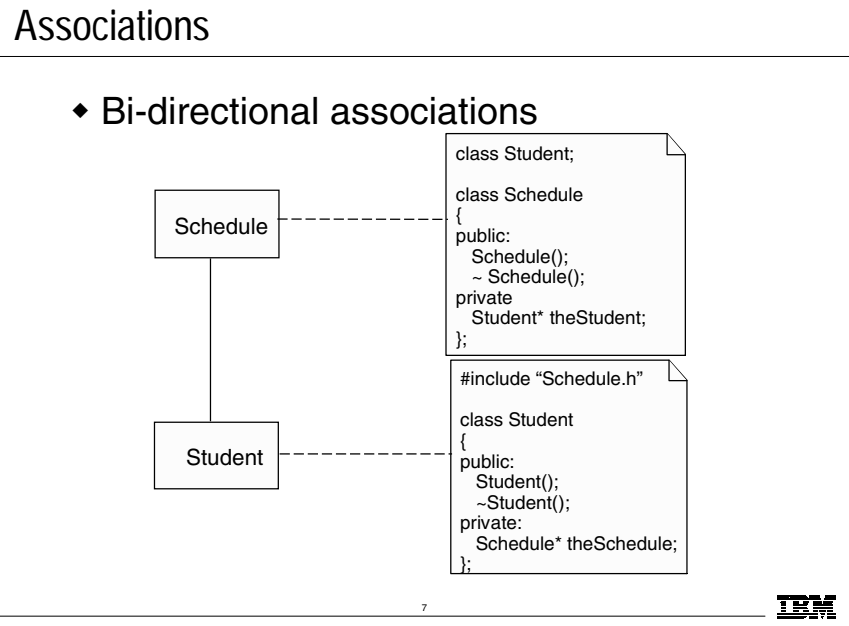 Associations
◆ Bi-directional associations
Schedule
class Student;
class Schedule
{
public:
Schedule();
~ Schedule();
private
Student* theStudent;
};
Student
#include “Schedule.h”
class Student
{
public:
Student();
~Student();
private:
Schedule* theSchedule;
};
7
IBM